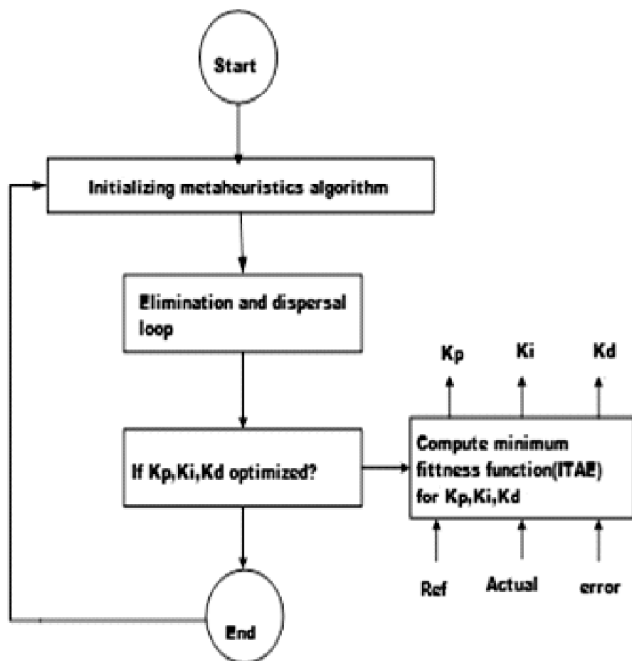 Start
Initializing metaheuristics algorithm
Elimination and dispersal
loop
Kp Ki Kd
If Kp,Ki,Kd optimized?
Compute minimum
fittness function(ITAE)
for Kp,Ki,Kd
Ref Actual error
End